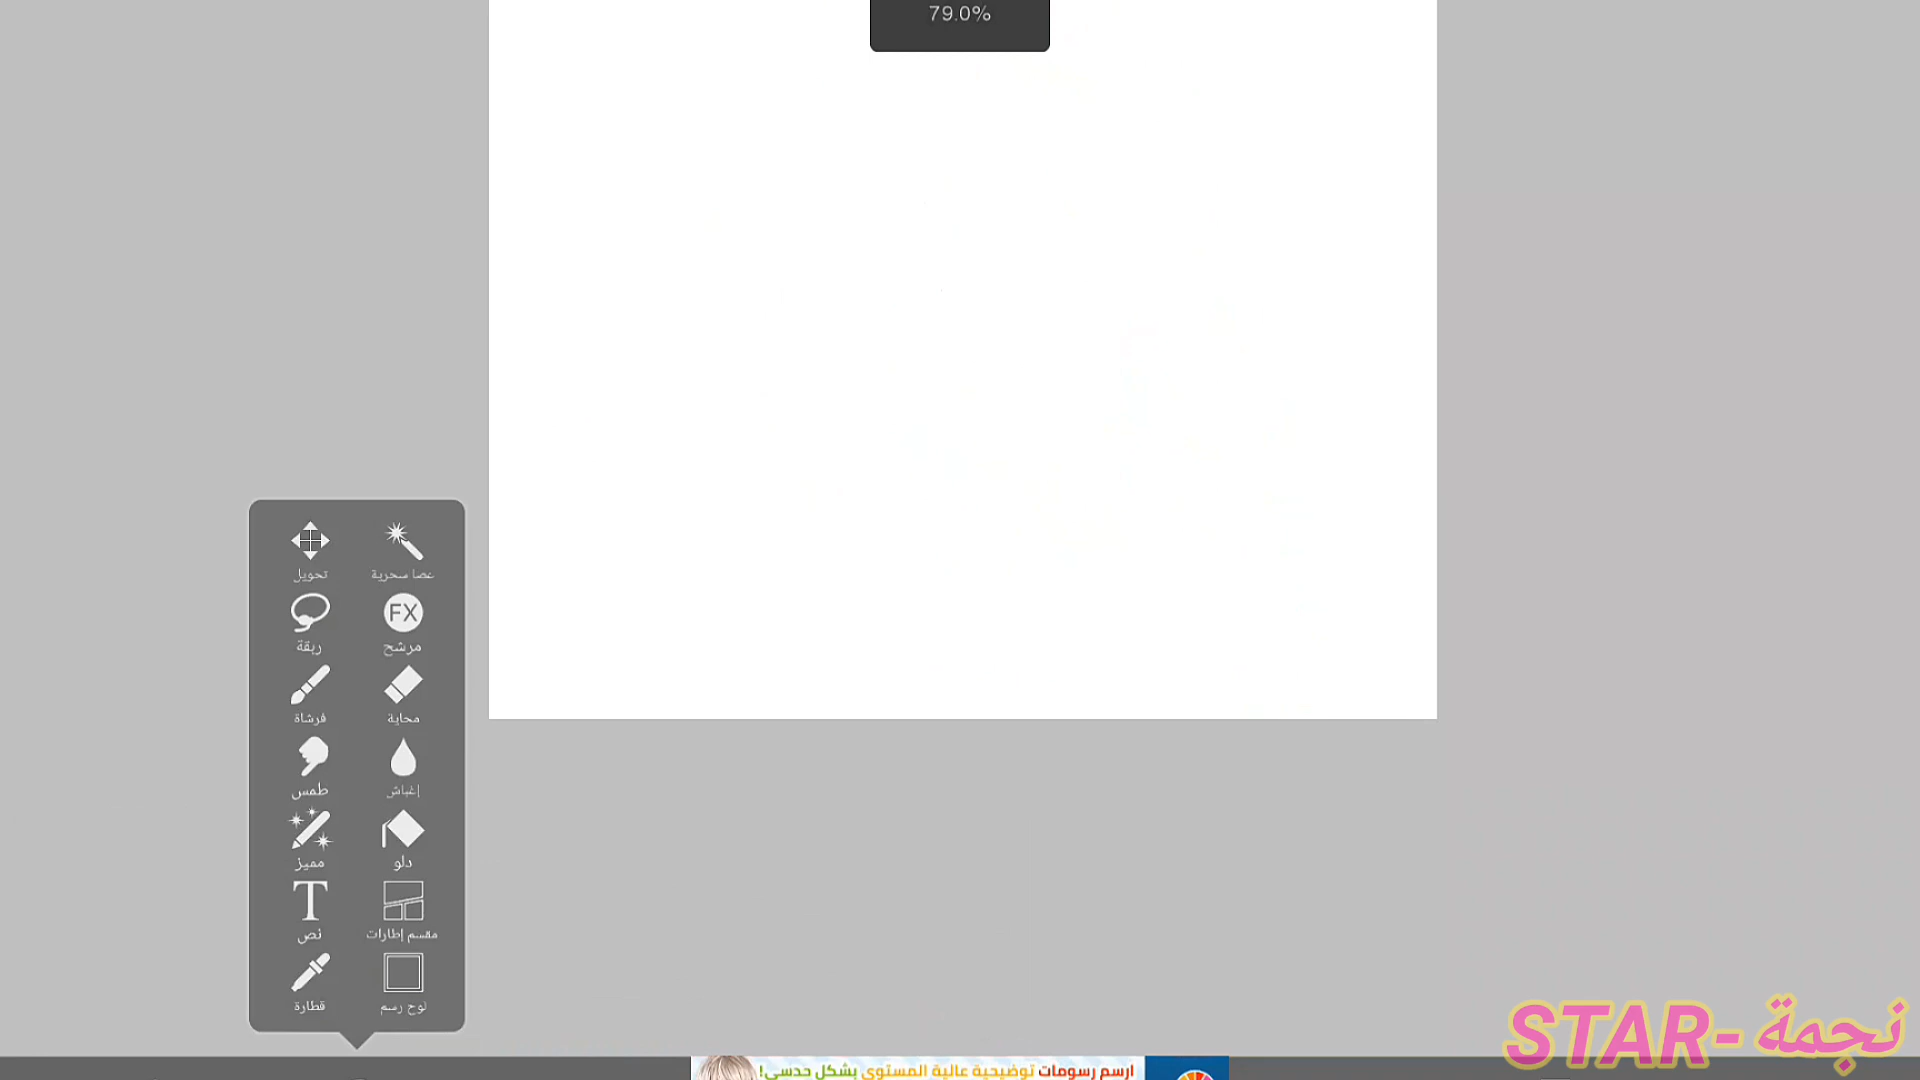 79.0%
تحويل
عصا سحرية
ربقة
FX
مرشح
فرشاة
محاية
طمس
إغباش
مميز
دلو
T
نص
مقسم إطارات
قطارة
لوح رسم
نجمة -STAR
ارسم رسومات توضيحية عالية المستوى بشكل حدسي!